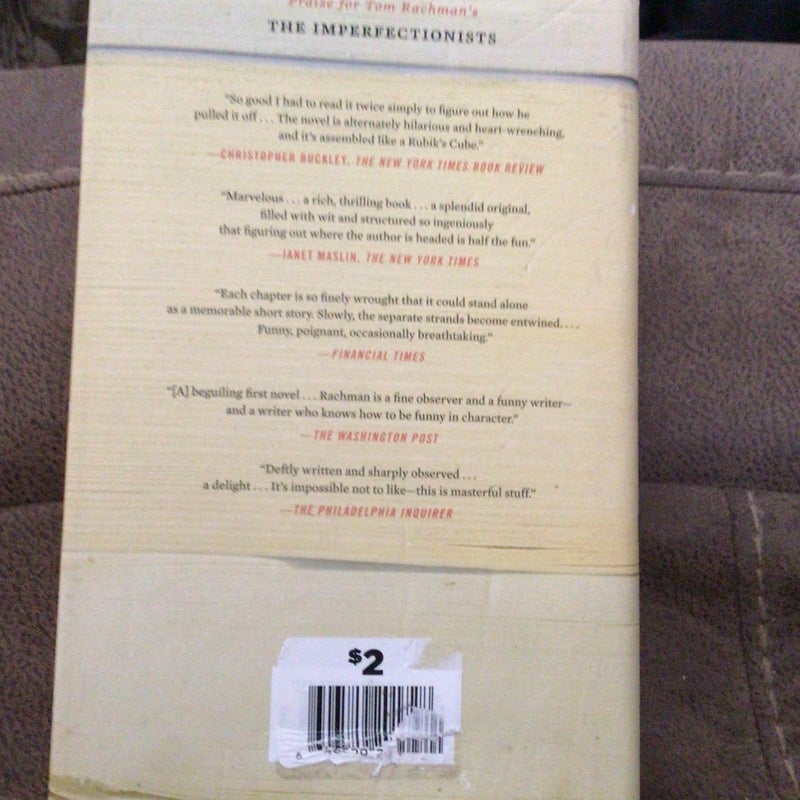 Praise for Tom Rachman's
THE IMPERFECTIONISTS
"So good I had to read it twice simply to figure out how he
pulled it off . . . The novel is alternately hilarious and heart-wrenching,
and it's assembled like a Rubik's Cube."
—CHRISTOPHER BUCKLEY, THE NEW YORK TIMES BOOK REVIEW
"Marvelous . . . a rich, thrilling book . . . a splendid original,
filled with wit and structured so ingeniously
that figuring out where the author is headed is half the fun."
—JANET MASLIN, THE NEW YORK TIMES
"Each chapter is so finely wrought that it could stand alone
as a memorable short story. Slowly, the separate strands become entwined. . . .
Funny, poignant, occasionally breathtaking."
—FINANCIAL TIMES
"[A] beguiling first novel . . . Rachman is a fine observer and a funny writer—
and a writer who knows how to be funny in character."
—THE WASHINGTON POST
"Deftly written and sharply observed . . .
a delight . . . It's impossible not to like—this is masterful stuff."
—THE PHILADELPHIA INQUIRER
$2
6